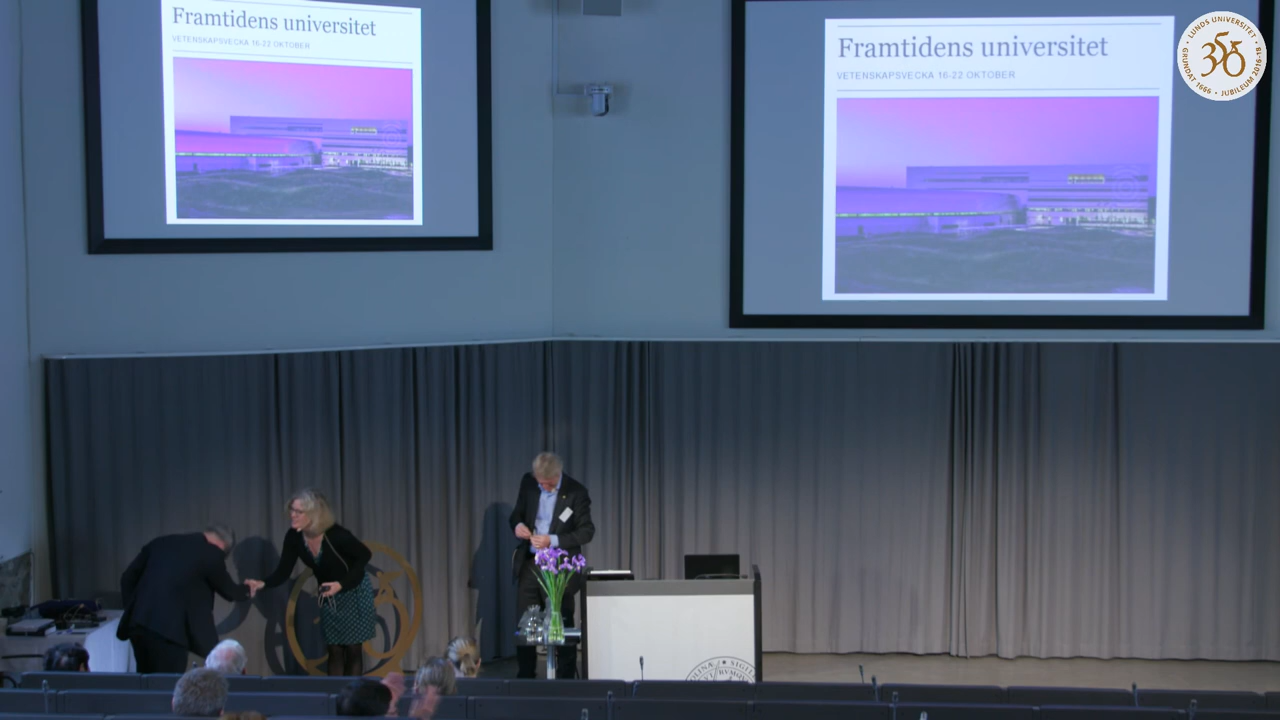 Framtidens universitet
VETENSKAPSVECKA 16-22 OKTOBER
Framtidens universitet
VETENSKAPSVECKA 16-22 OKTOBER
LUNDS UNIVERSITET
350
GRUNDAT 1666 • JUBILEUM 2016-18